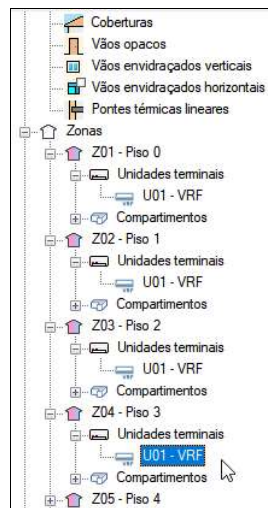 Coberturas
Vãos opacos
Vãos envidraçados verticais
Vãos envidraçados horizontais
Pontes térmicas lineares
Zonas
Z01 - Piso 0
Unidades terminais
U01 - VRF
Compartimentos
Z02 - Piso 1
Unidades terminais
U01 - VRF
Compartimentos
Z03 - Piso 2
Unidades terminais
U01 - VRF
Compartimentos
Z04 - Piso 3
Unidades terminais
U01 - VRF
Compartimentos
Z05 - Piso 4